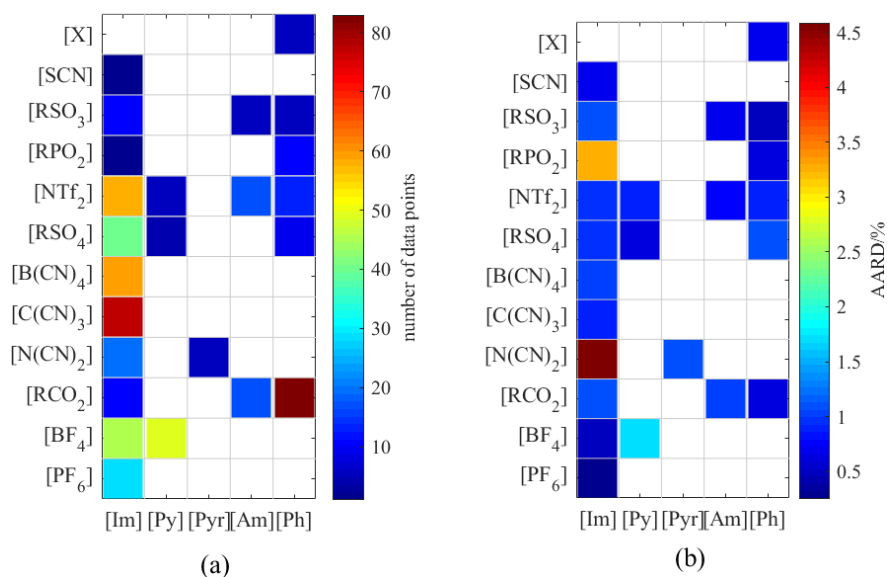 [X]
[SCN]
[RSO3]
[RPO2]
[NTf2]
[RSO4]
[B(CN)4]
[C(CN)3]
[N(CN)2]
[RCO2]
[BF4]
[PF6]
[Im] [Py] [Pyr] [Am] [Ph]
80
70
60
50
40
30
20
10
number of data points
(a)
[X]
[SCN]
[RSO3]
[RPO2]
[NTf2]
[RSO4]
[B(CN)4]
[C(CN)3]
[N(CN)2]
[RCO2]
[BF4]
[PF6]
[Im] [Py] [Pyr] [Am] [Ph]
4.5
4
3.5
3
2.5
2
1.5
1
0.5
AARD/%
(b)